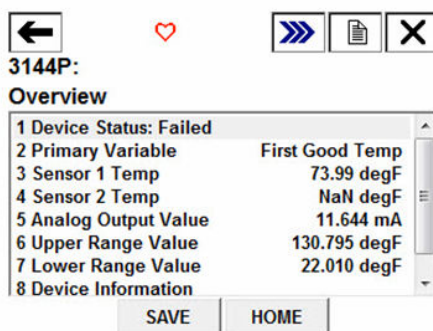 3144P:
Overview
1 Device Status: Failed
2 Primary Variable First Good Temp
3 Sensor 1 Temp 73.99 degF
4 Sensor 2 Temp NaN degF
5 Analog Output Value 11.644 mA
6 Upper Range Value 130.795 degF
7 Lower Range Value 22.010 degF
8 Device Information
SAVE HOME